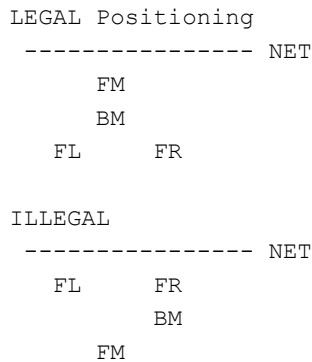 LEGAL Positioning
---------------- NET
FM
BM
FL FR
ILLEGAL
---------------- NET
FL FR
BM
FM